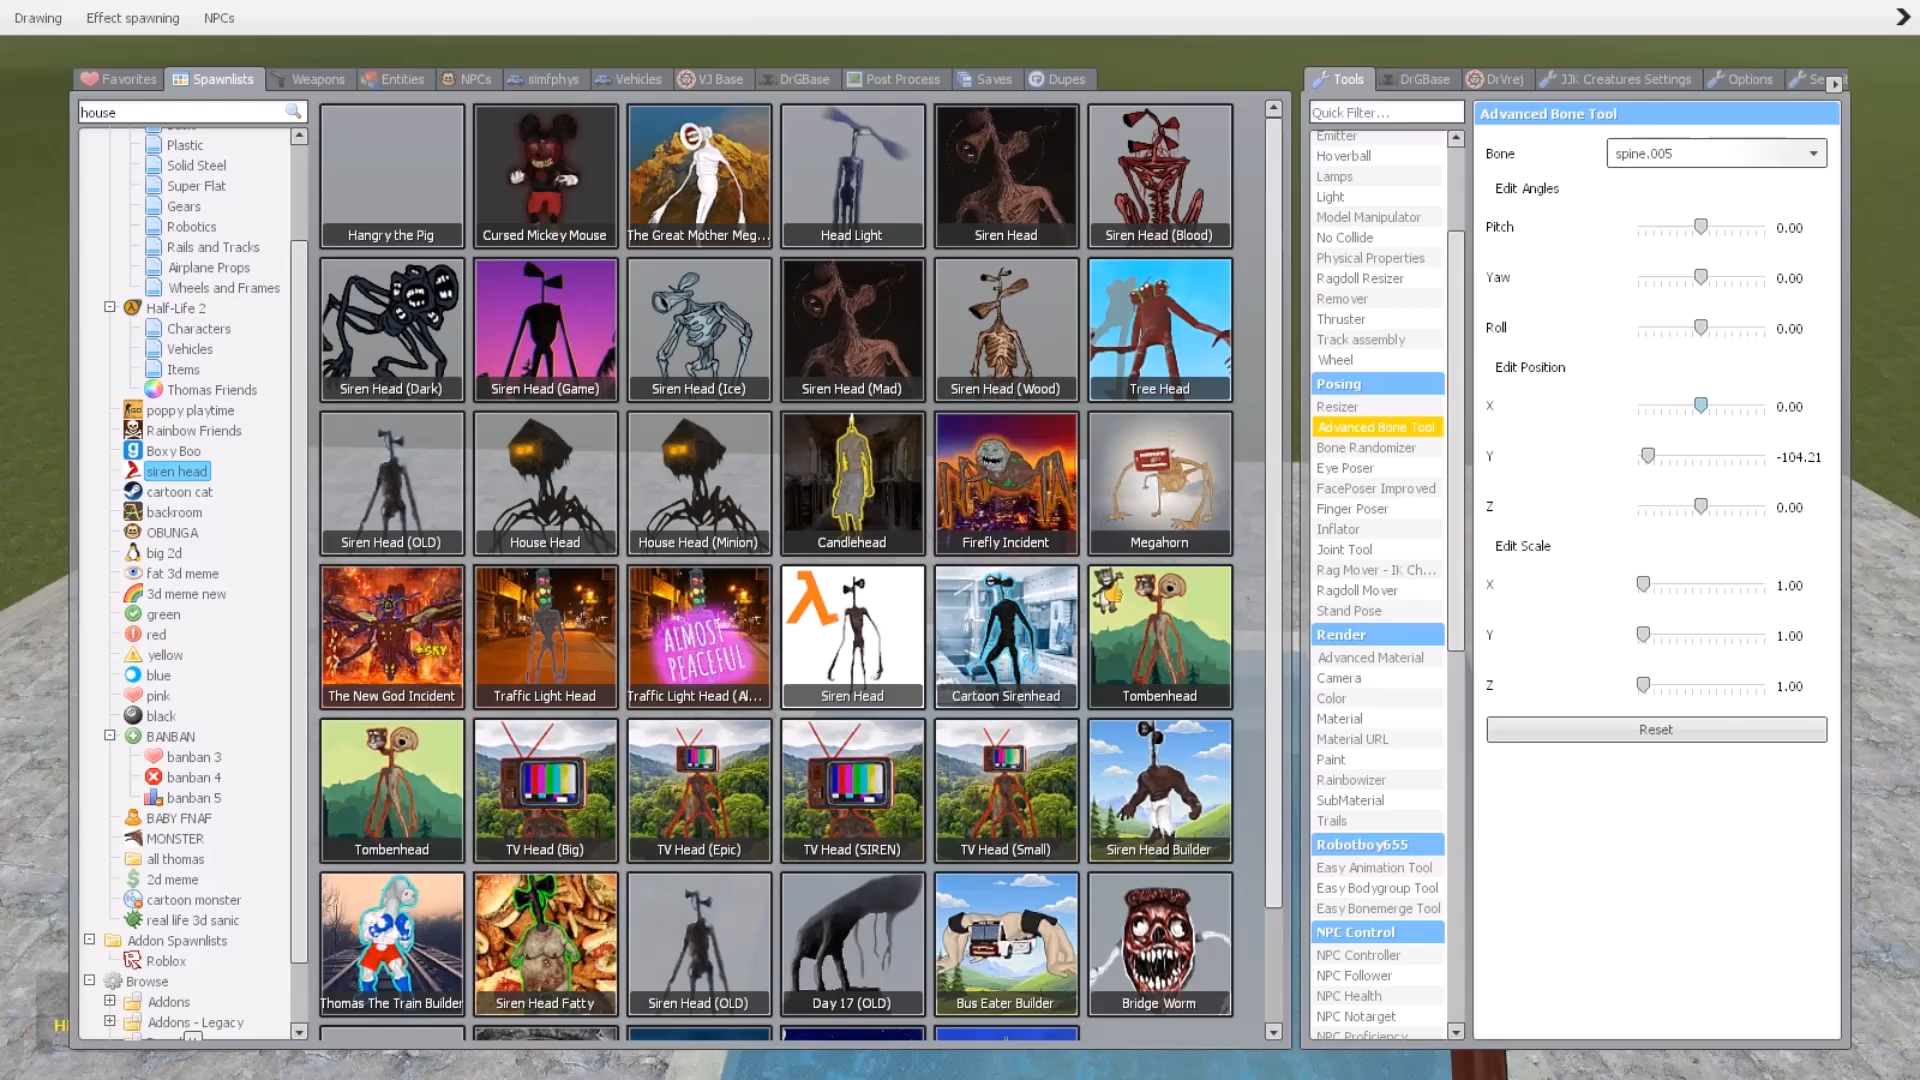 Drawing Effect spawning NPCs
Favorites Spawnlists Weapons Entities NPCs simfphys Vehicles VJ Base DrGBase Post Process Saves Dupes
house
Plastic
Solid Steel
Super Flat
Gears
Robotics
Rails and Tracks
Airplane Props
Wheels and Frames
Half-Life 2
Characters
Vehicles
Items
Thomas Friends
poppy playtime
Rainbow Friends
Boxy Boo
siren head
cartoon cat
backroom
OBUNGA
big 2d
fat 3d meme
3d meme new
green
red
yellow
blue
pink
black
BANBAN
banban 3
banban 4
banban 5
BABY FNAF
MONSTER
all thomas
2d meme
cartoon monster
real life 3d sanic
Addon Spawnlists
Roblox
Browse
Addons
Addons - Legacy
Hangry the Pig Cursed Mickey Mouse The Great Mother Meg... Head Light Siren Head Siren Head (Blood)
Siren Head (Dark) Siren Head (Game) Siren Head (Ice) Siren Head (Mad) Siren Head (Wood) Tree Head
Siren Head (OLD) House Head House Head (Minion) Candlehead Firefly Incident Megahorn
+SKY
ALMOST
PEACEFUL
The New God Incident Traffic Light Head Traffic Light Head (Al... Siren Head Cartoon Sirenhead Tombenhead
Tombenhead TV Head (Big) TV Head (Epic) TV Head (SIREN) TV Head (Small) Siren Head Builder
Thomas The Train Builder Siren Head Fatty Siren Head (OLD) Day 17 (OLD) Bus Eater Builder Bridge Worm
Tools DrGBase DrVrej JJK Creatures Settings Options Se
Quick Filter...
Emitter
Hoverball
Lamps
Light
Model Manipulator
No Collide
Physical Properties
Ragdoll Resizer
Remover
Thruster
Track assembly
Wheel
Posing
Resizer
Advanced Bone Tool
Bone Randomizer
Eye Poser
FacePoser Improved
Finger Poser
Inflator
Joint Tool
Rag Mover - IK Ch...
Ragdoll Mover
Stand Pose
Render
Advanced Material
Camera
Color
Material
Material URL
Paint
Rainbowizer
SubMaterial
Trails
Robotboy655
Easy Animation Tool
Easy Bodygroup Tool
Easy Bonemerge Tool
NPC Control
NPC Controller
NPC Follower
NPC Health
NPC Notarget
NPC Proficiency
Advanced Bone Tool
Bone spine.005
Edit Angles
Pitch 0.00
Yaw 0.00
Roll 0.00
Edit Position
X 0.00
Y -104.21
Z 0.00
Edit Scale
X 1.00
Y 1.00
Z 1.00
Reset